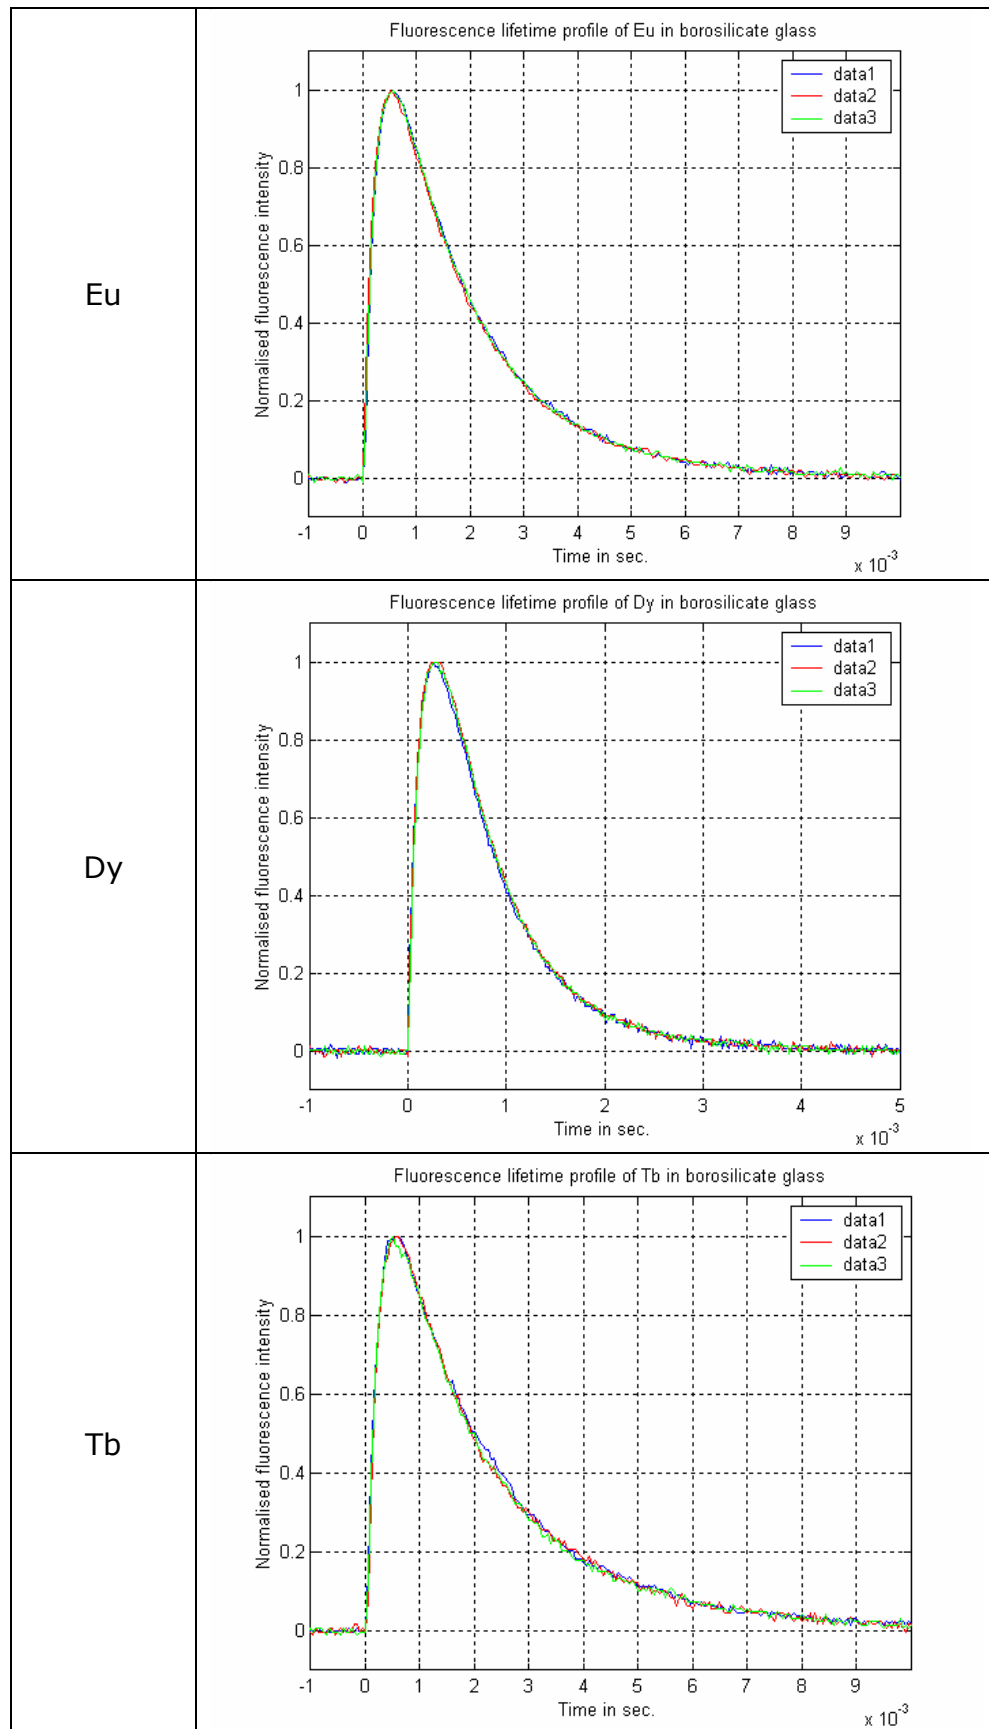 Eu
Fluorescence lifetime profile of Eu in borosilicate glass
data1
data2
data3
Normalised fluorescence intensity
1
0.8
0.6
0.4
0.2
0
-1 0 1 2 3 4 5 6 7 8 9
Time in sec.
x 10-3
Dy
Fluorescence lifetime profile of Dy in borosilicate glass
data1
data2
data3
Normalised fluorescence intensity
1
0.8
0.6
0.4
0.2
0
-1 0 1 2 3 4 5
Time in sec.
x 10-3
Tb
Fluorescence lifetime profile of Tb in borosilicate glass
data1
data2
data3
Normalised fluorescence intensity
1
0.8
0.6
0.4
0.2
0
-1 0 1 2 3 4 5 6 7 8 9
Time in sec.
x 10-3